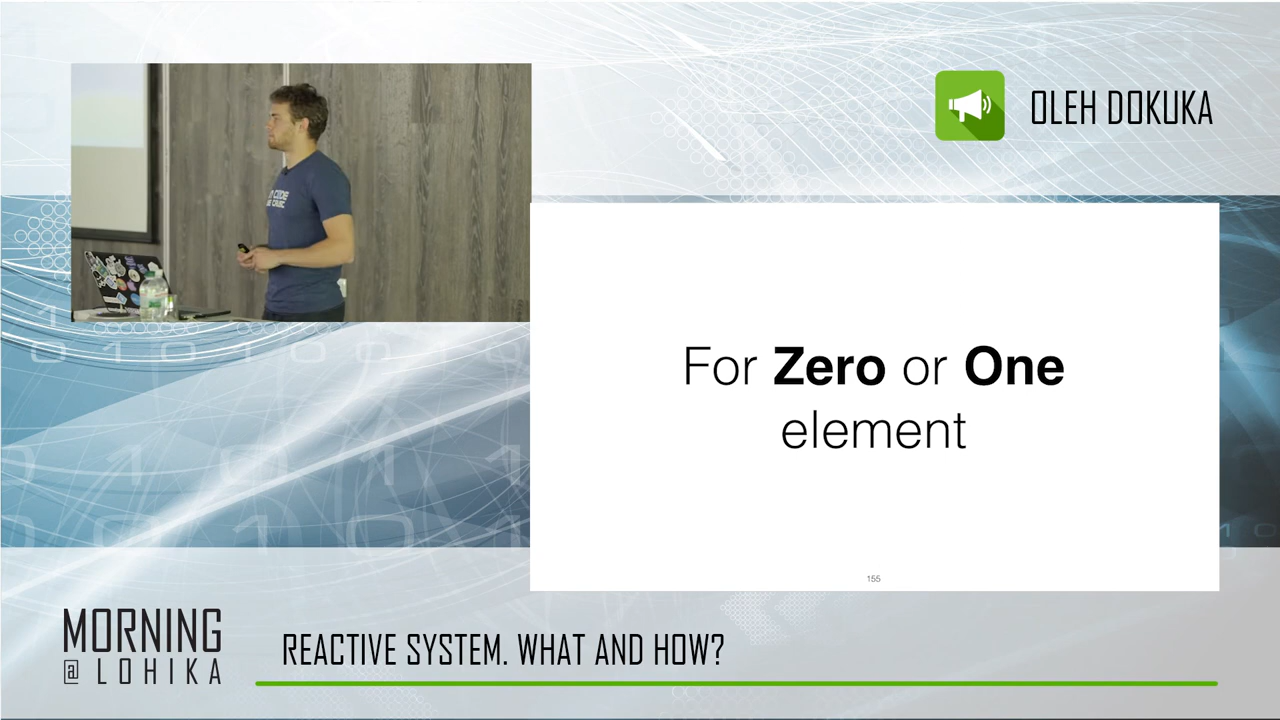 OLEH DOKUKA
For Zero or One
element
155
MORNING
@ LOHIKA
REACTIVE SYSTEM. WHAT AND HOW?